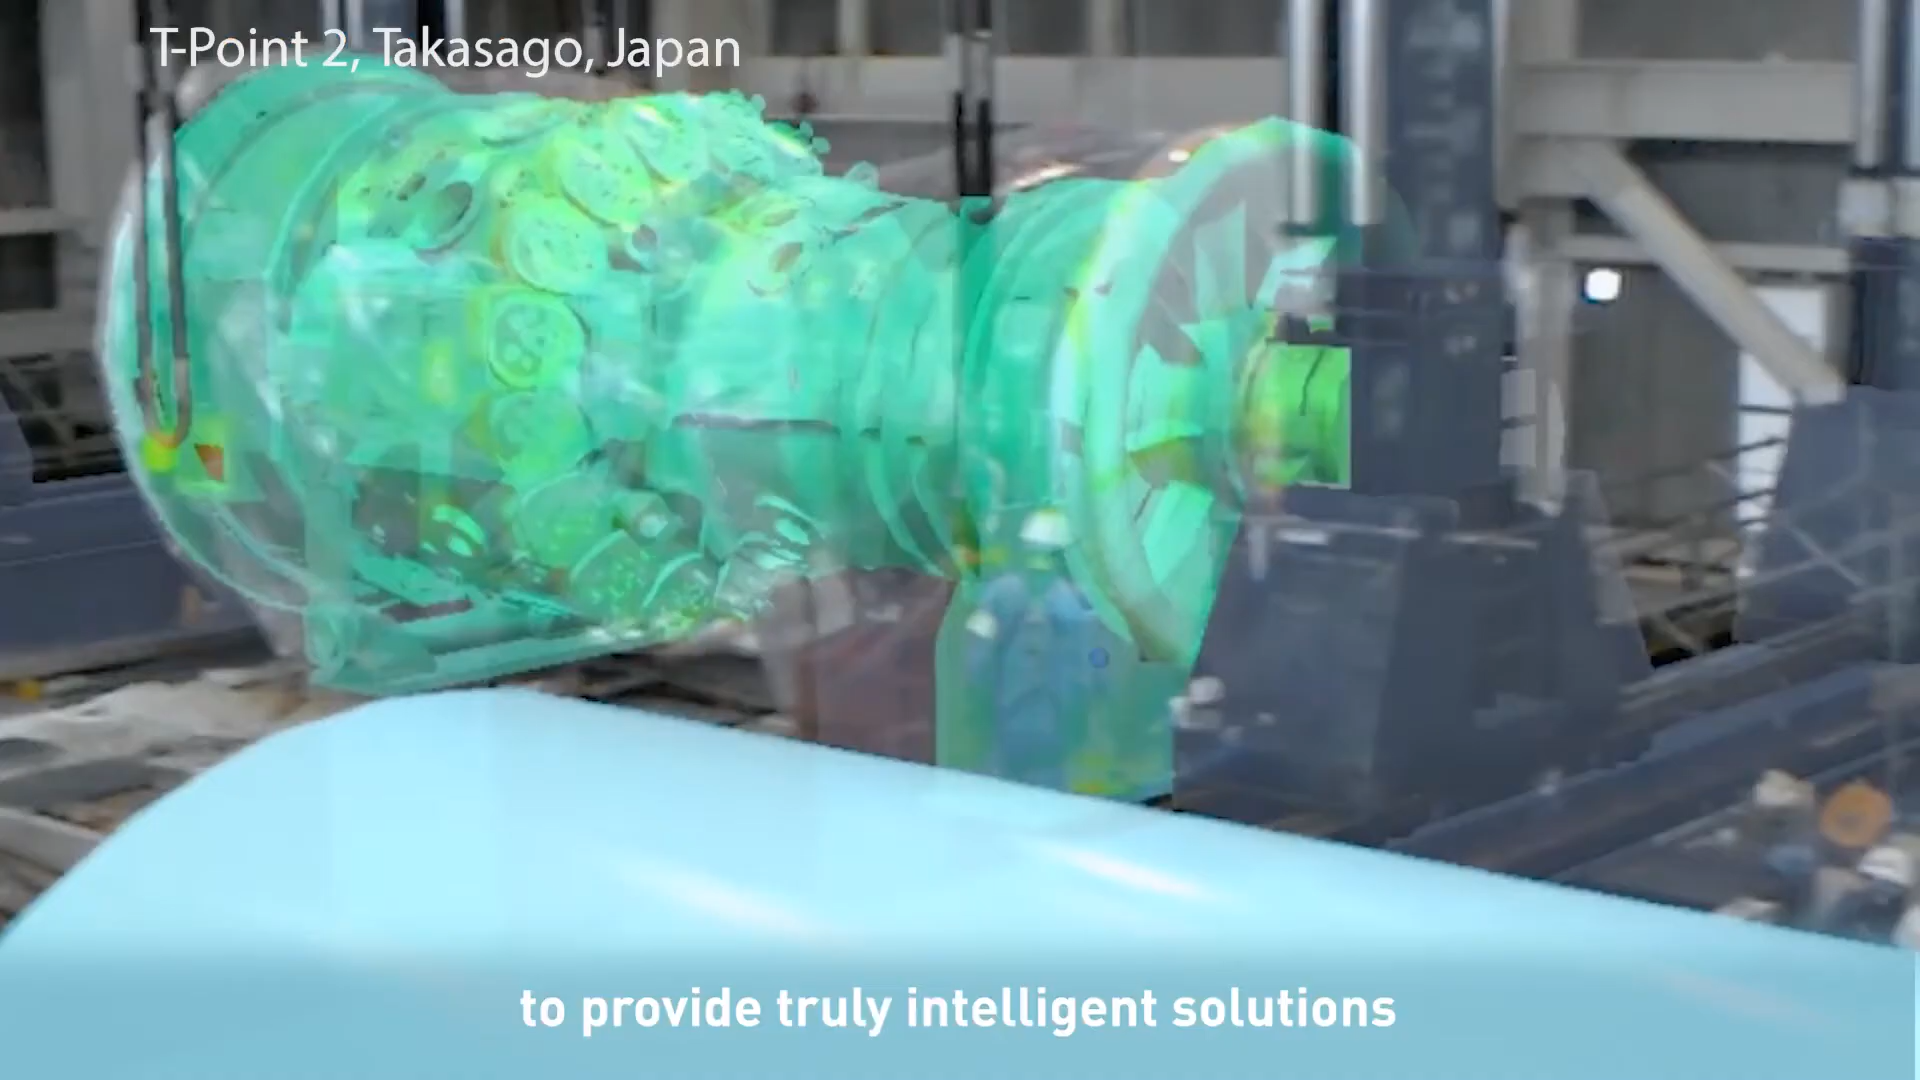 T-Point 2, Takasago, Japan
to provide truly intelligent solutions